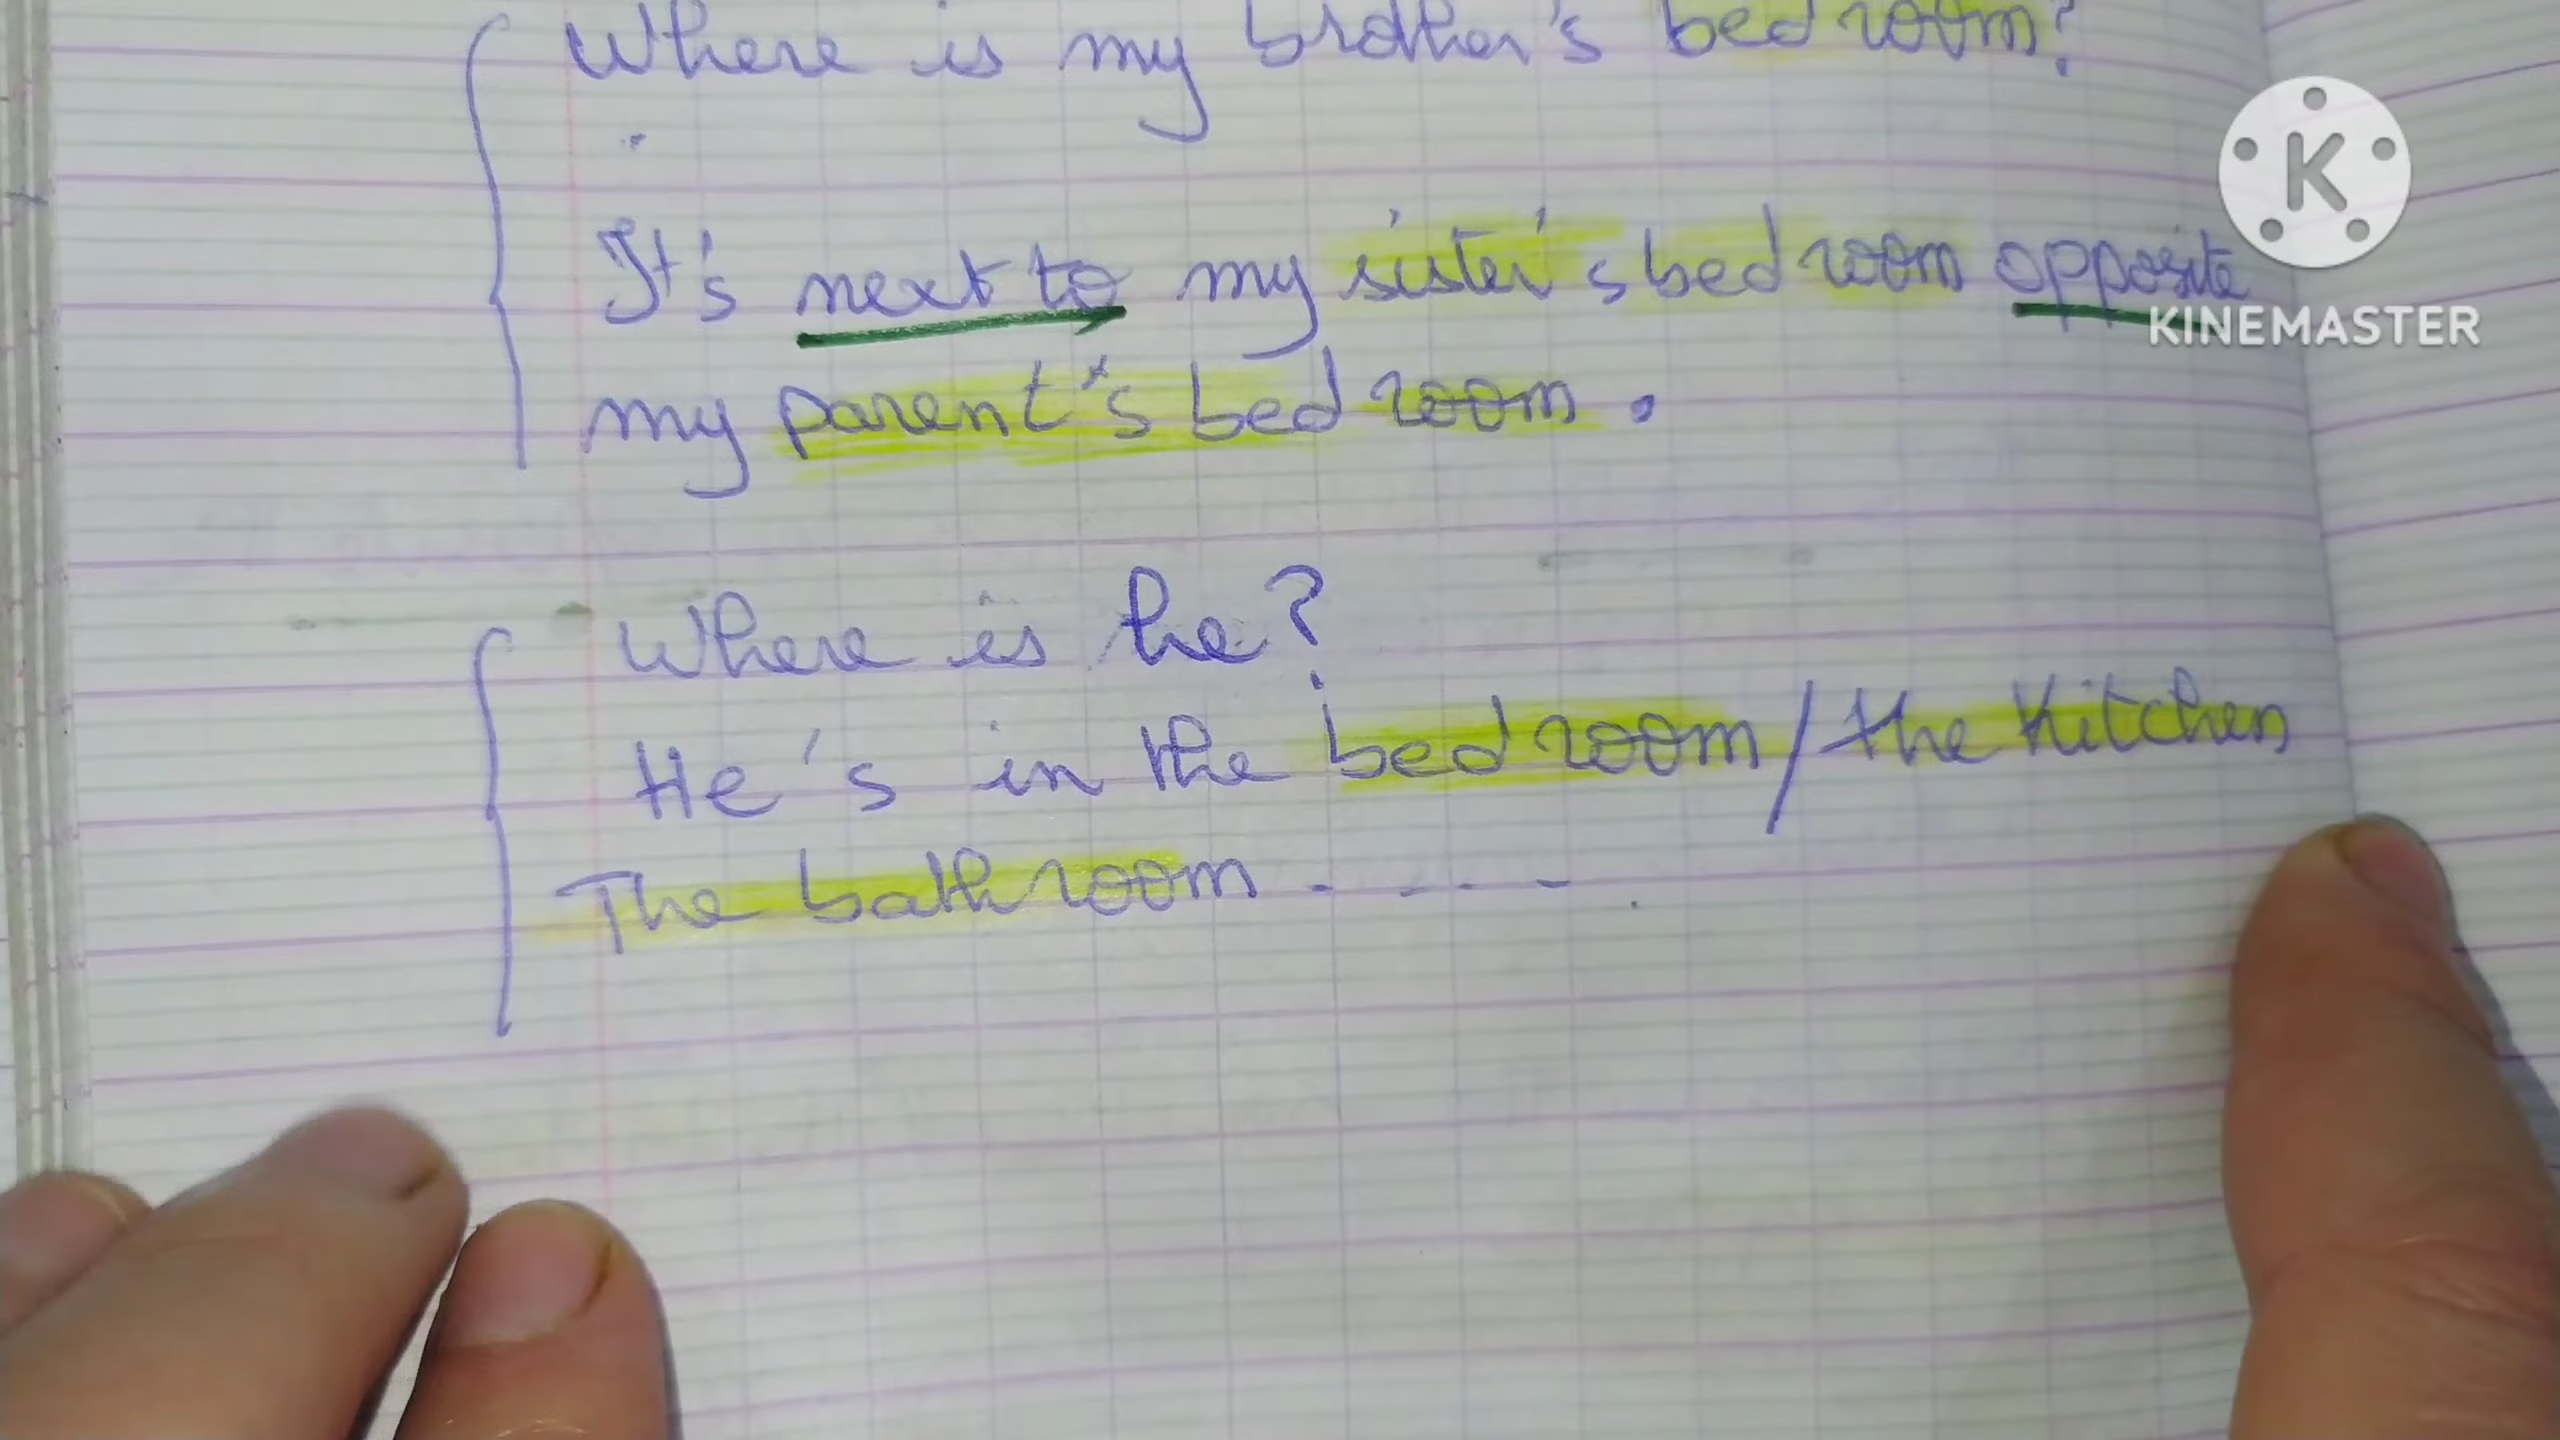 Where is my brother's bedroom?
It's next to my sister's bedroom opposite
my parent's bedroom.
Where is he?
He's in the bedroom / the Kitchen
The bathroom - - - - .
K
KINEMASTER